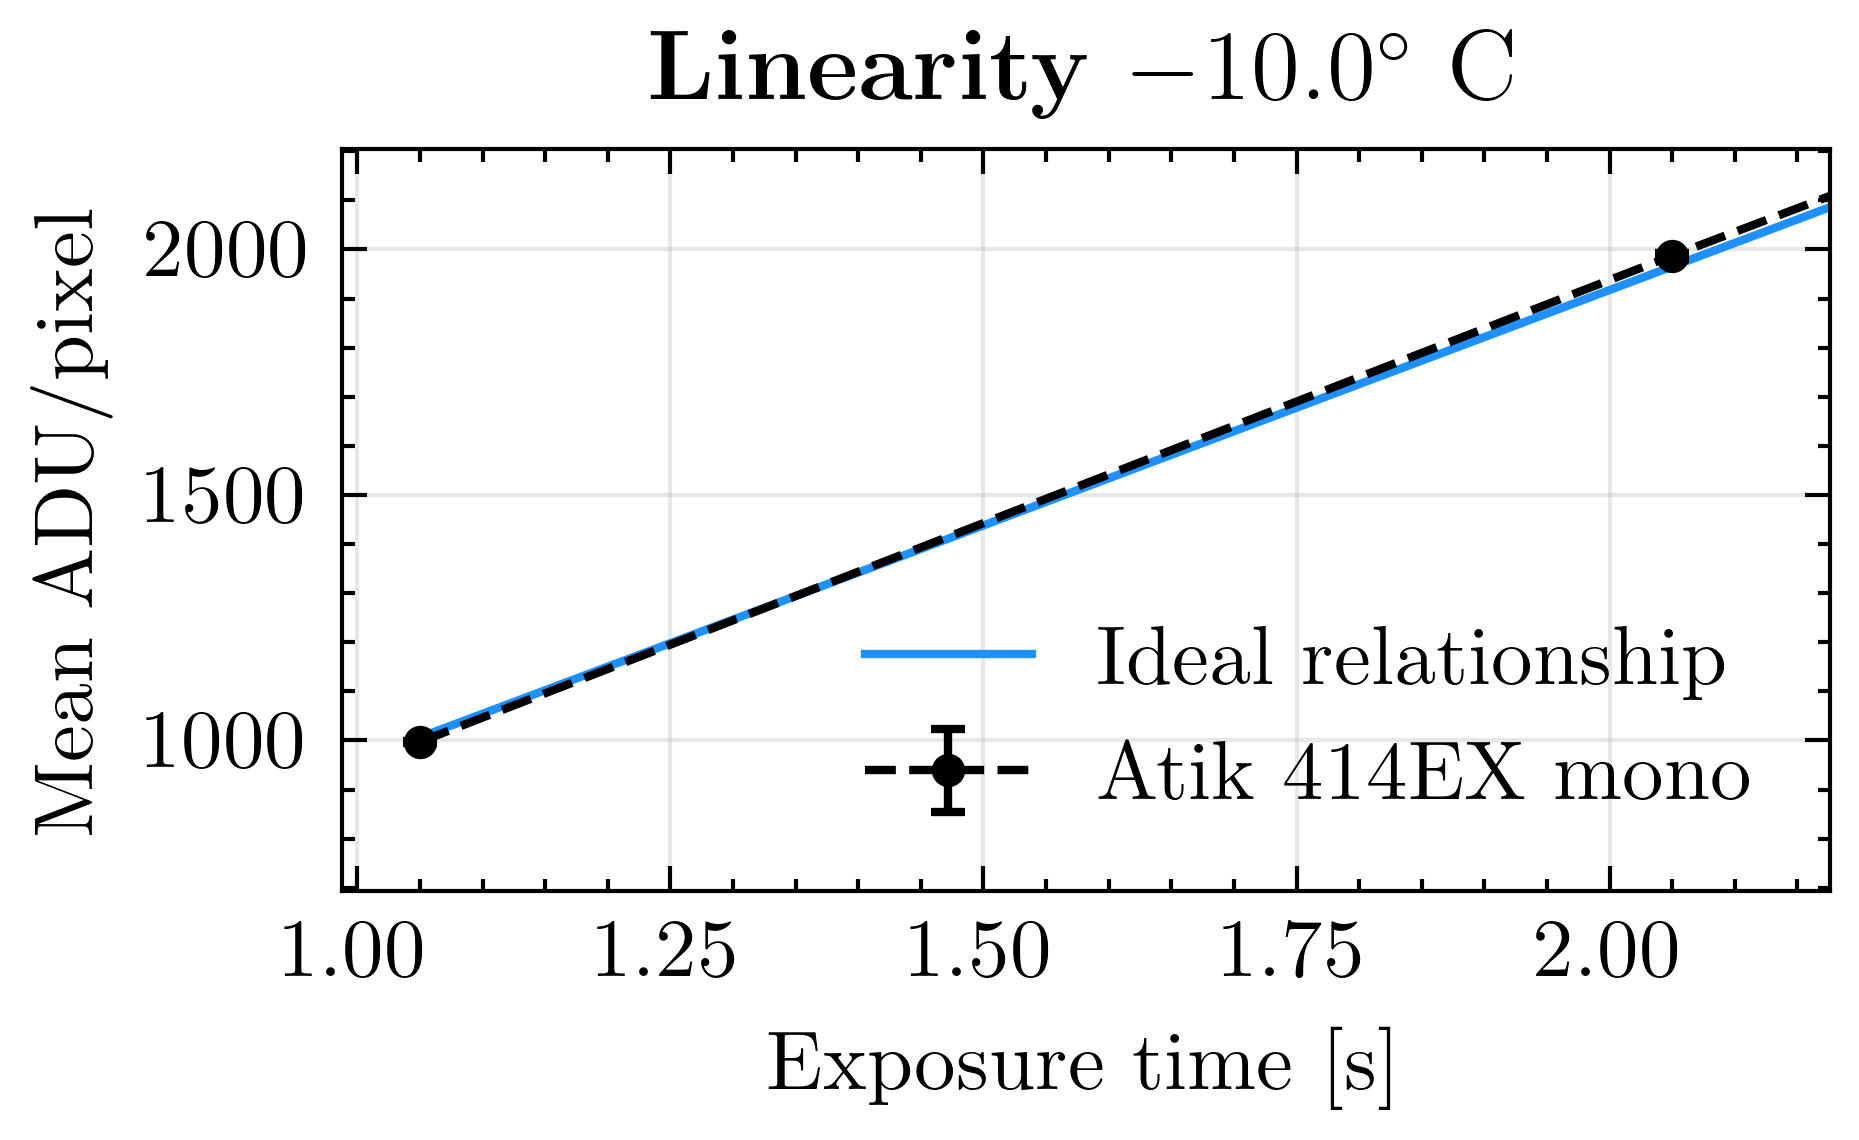 Linearity −10.0° C
Mean ADU/pixel
2000
1500
1000
Ideal relationship
Atik 414EX mono
1.00 1.25 1.50 1.75 2.00
Exposure time [s]